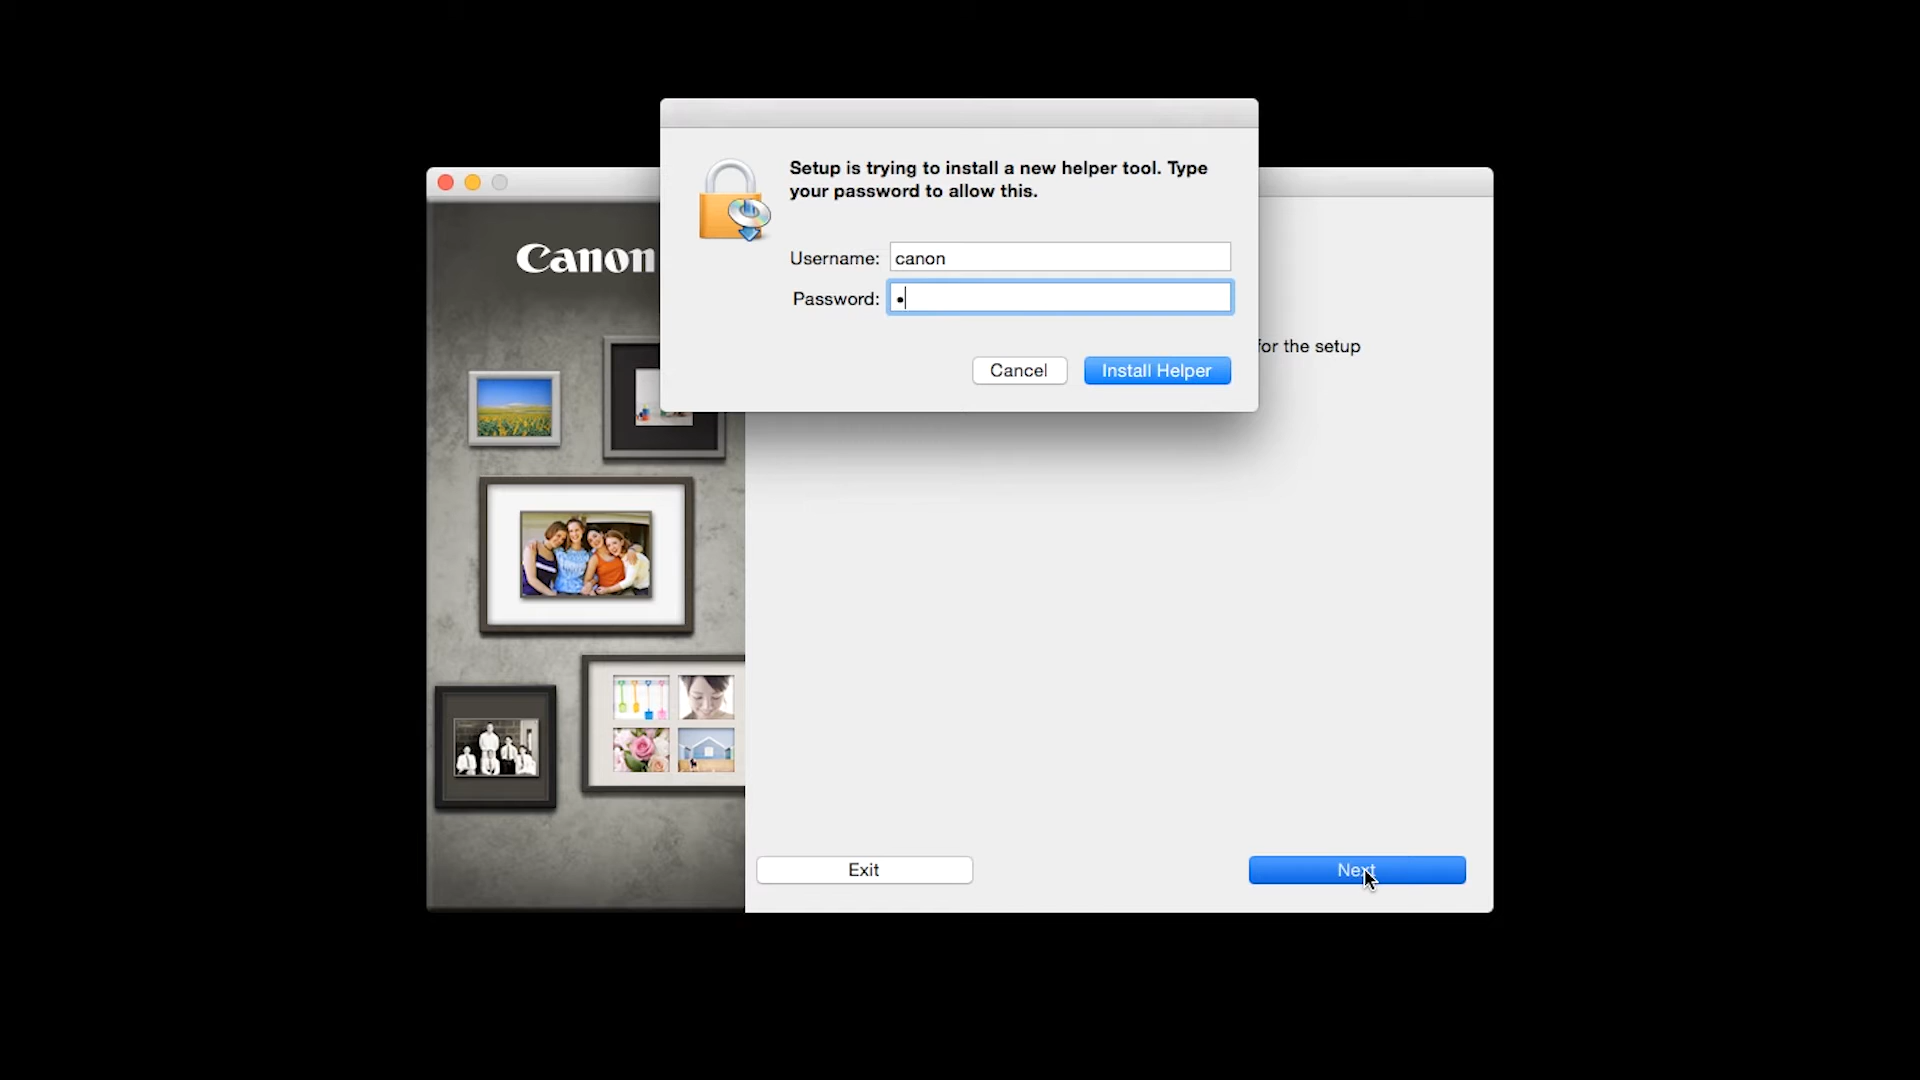 Setup is trying to install a new helper tool. Type
your password to allow this.
Canon
Username: canon
Password: •
for the setup
Cancel
Install Helper
Exit
Next